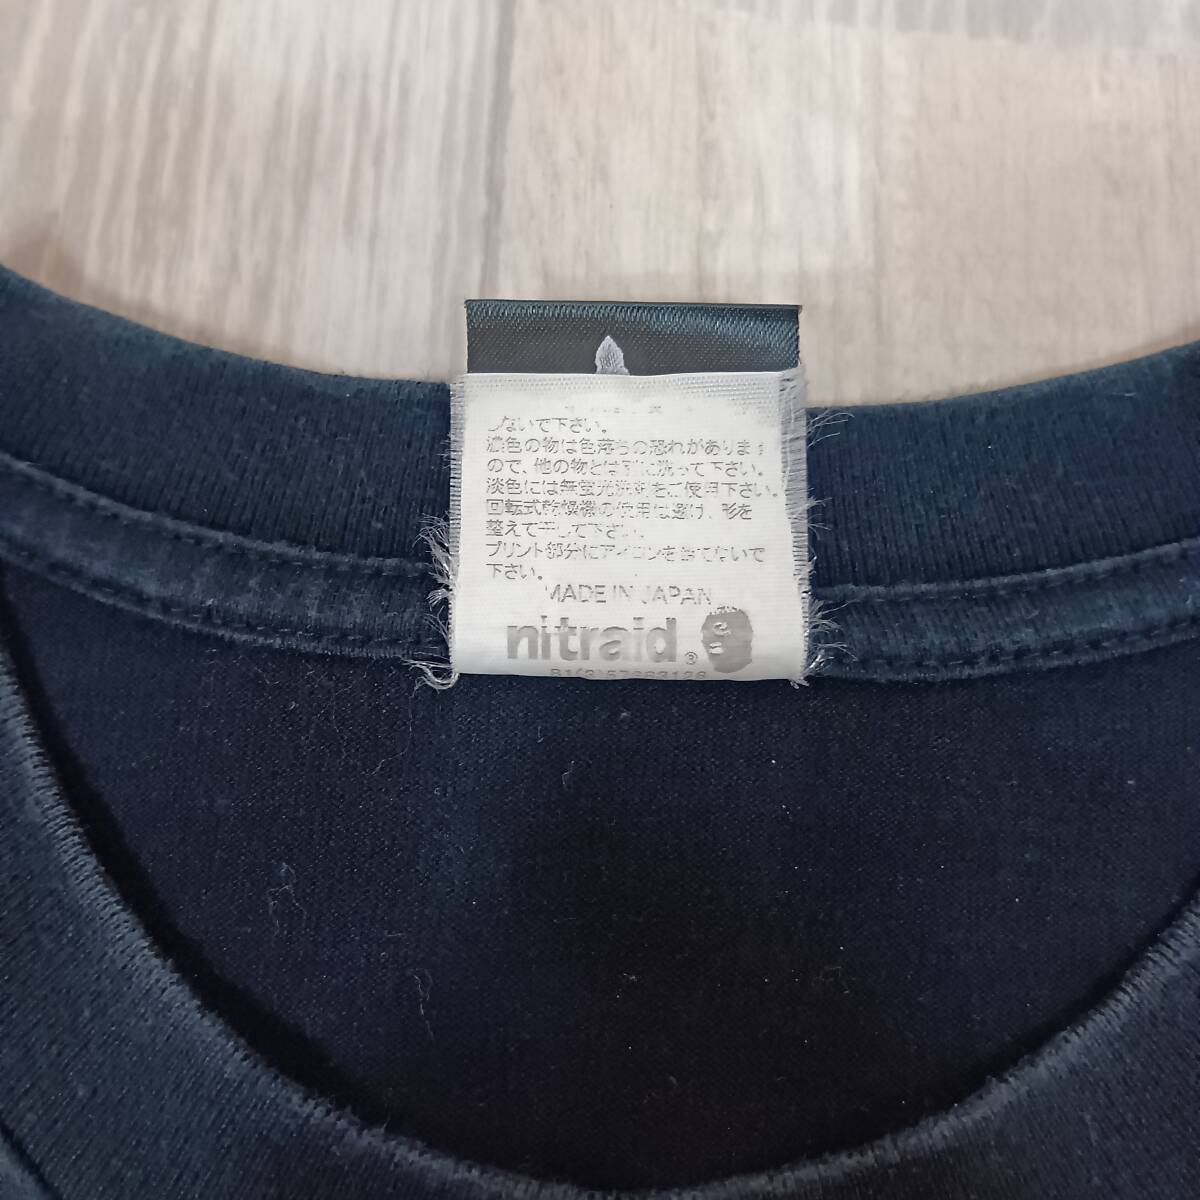 しないで下さい。
濃色の物は色落ちの恐れがあります
ので、他の物とは別に洗って下さい。
淡色には無蛍光洗剤をご使用下さい。
回転式乾燥機の使用は避け、形を
整えて干して下さい。
プリント部分にアイロンを当てないで
下さい。
MADE IN JAPAN
nitraid®